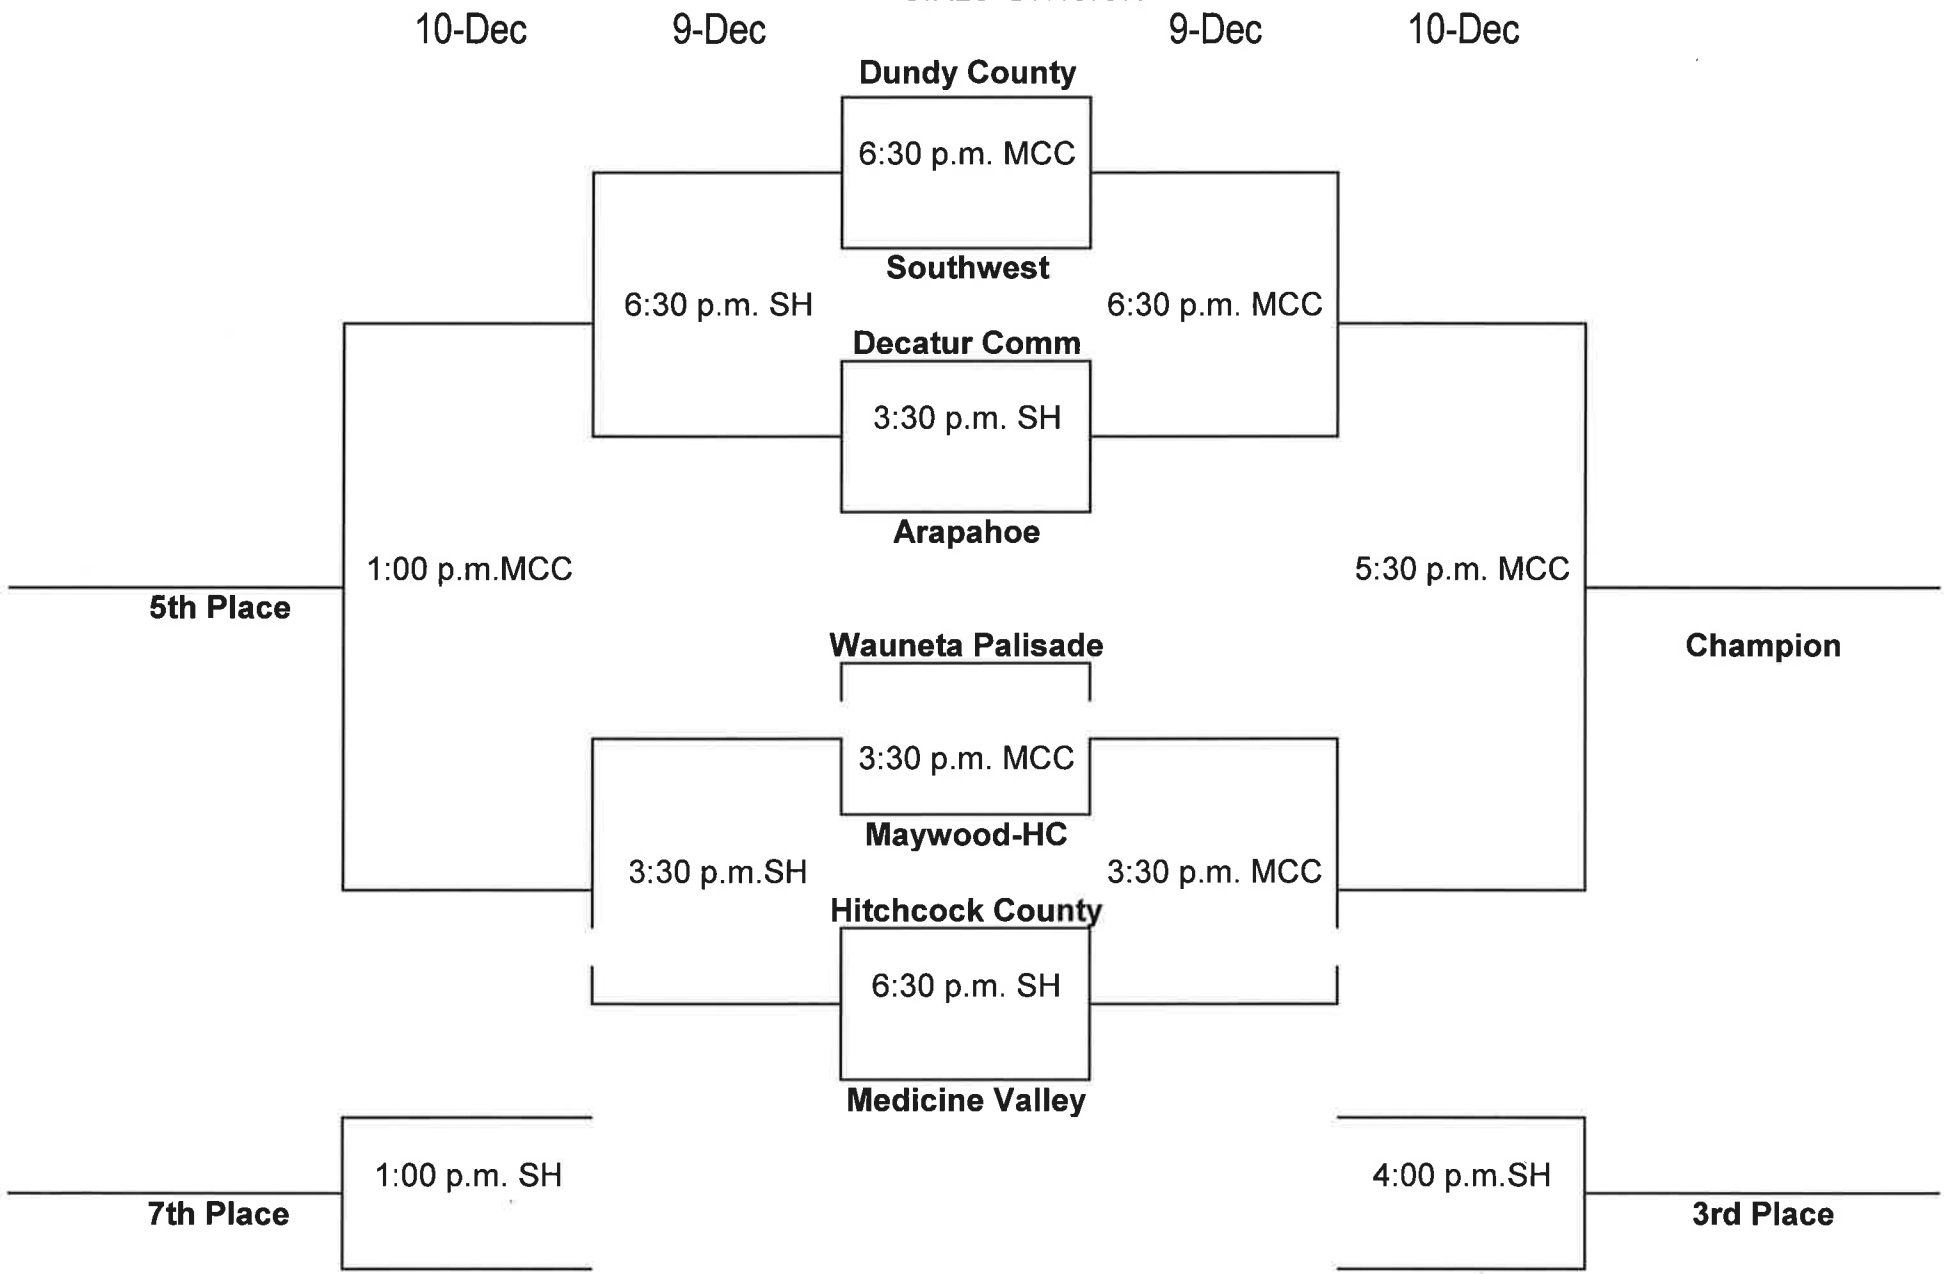 10-Dec 9-Dec 9-Dec 10-Dec
Dundy County
6:30 p.m. MCC
Southwest
6:30 p.m. SH 6:30 p.m. MCC
Decatur Comm
3:30 p.m. SH
Arapahoe
1:00 p.m.MCC 5:30 p.m. MCC
5th Place
Wauneta Palisade Champion
3:30 p.m. MCC
Maywood-HC
3:30 p.m.SH 3:30 p.m. MCC
Hitchcock County
6:30 p.m. SH
Medicine Valley
1:00 p.m. SH 4:00 p.m.SH
7th Place 3rd Place